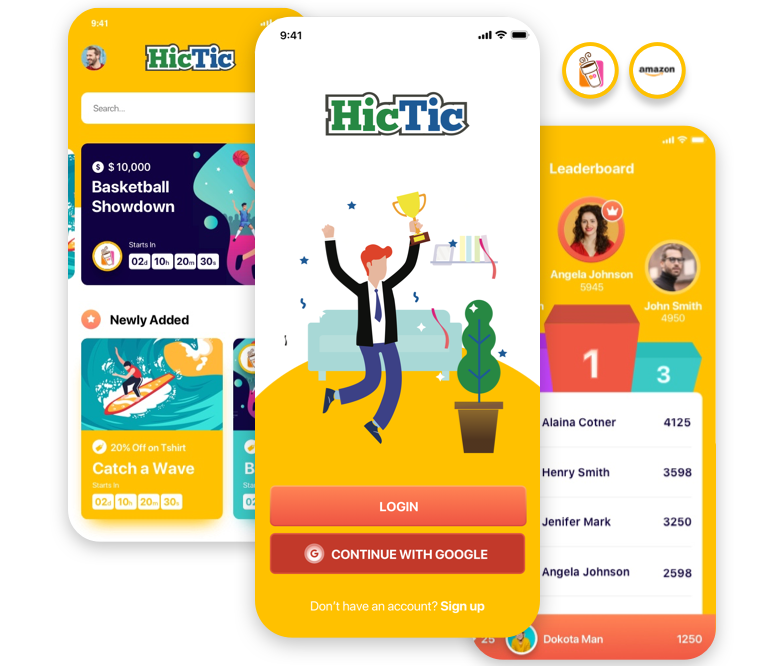 9:41
HicTic
Search...
$ $ 10,000
Basketball
Showdown
Starts In
02d 10h 20m 30s
Newly Added
20% Off on Tshirt
Catch a Wave
Starts In
02d 10h 20m 30s
B
02
9:41
HicTic
LOGIN
G CONTINUE WITH GOOGLE
Don't have an account? Sign up
amazon
Leaderboard
Angela Johnson
5945
John Smith
4950
1
3
Alaina Cotner 4125
Henry Smith 3598
Jenifer Mark 3250
Angela Johnson 2598
25 Dokota Man 1250